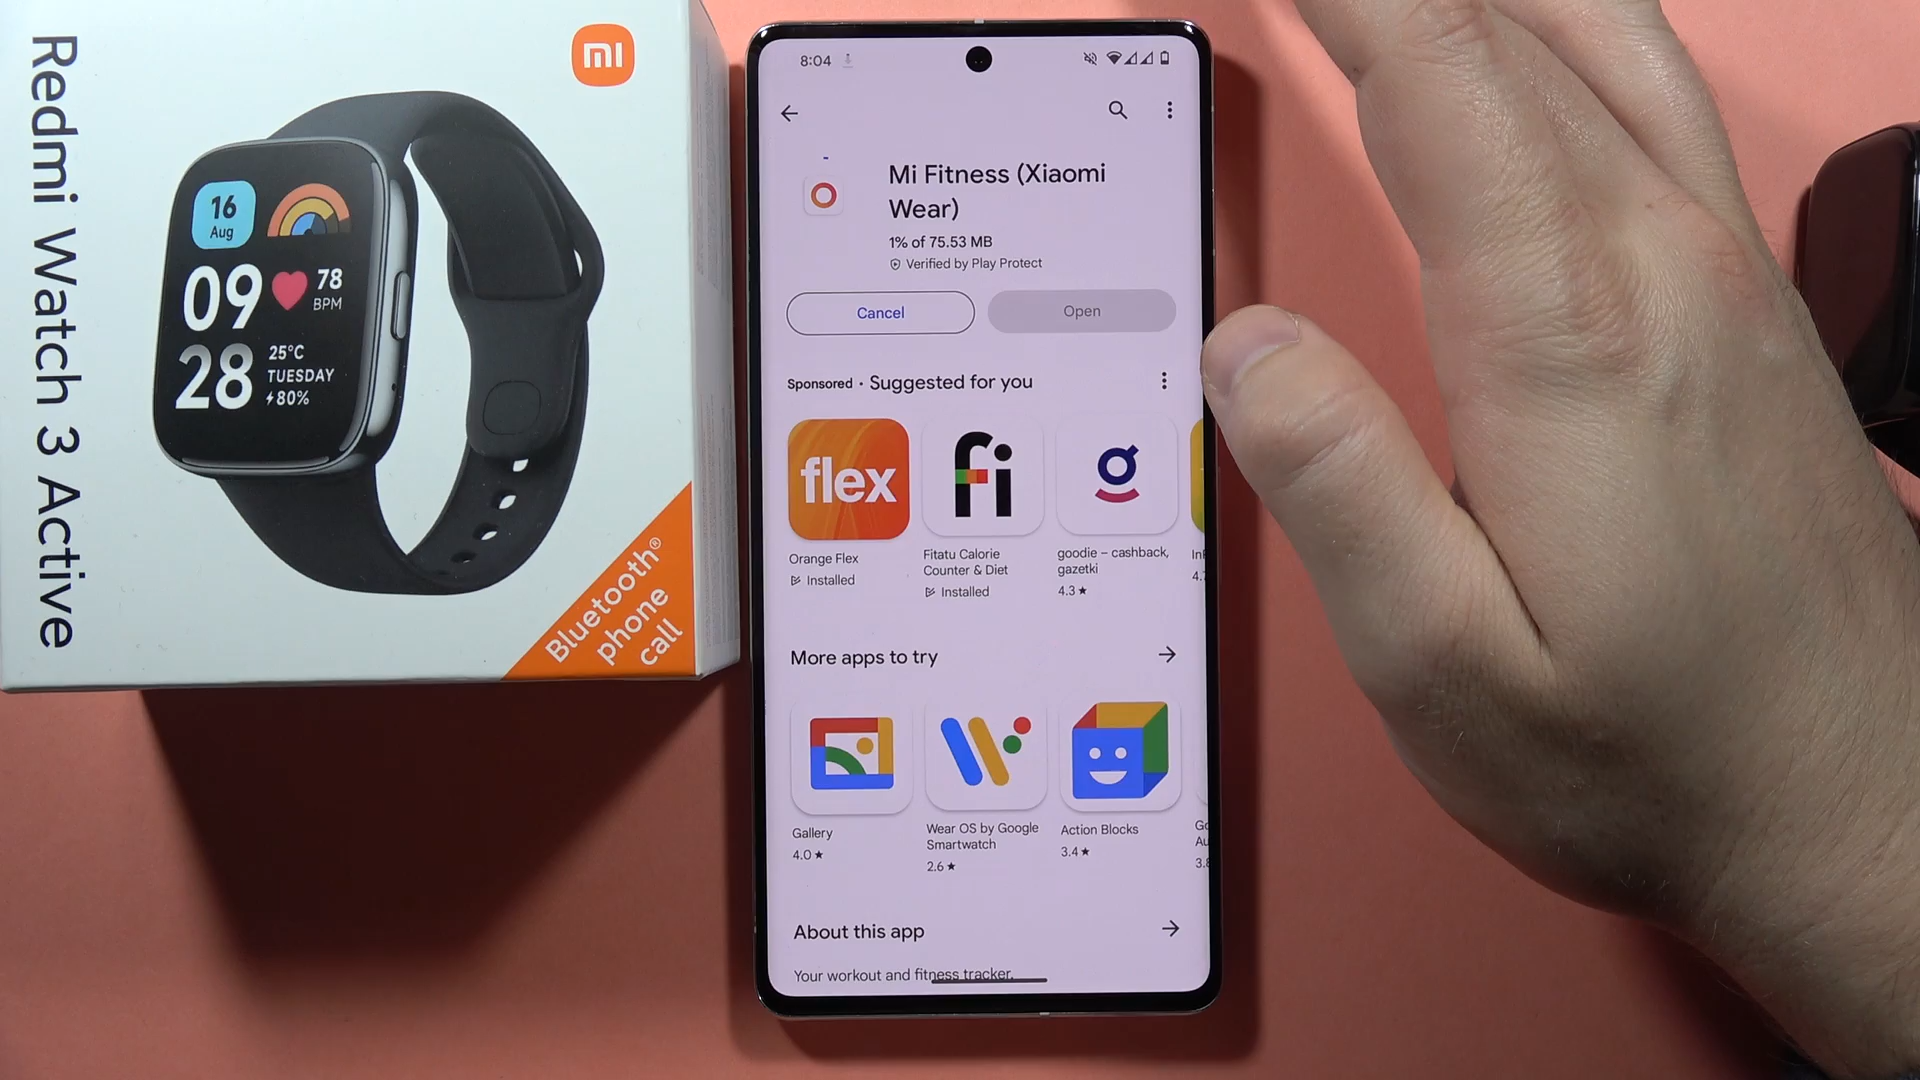 Redmi Watch 3 Active
mi
16
Aug
09
78
BPM
28
25°C
TUESDAY
80%
Bluetooth®
phone
call
8:04
Mi Fitness (Xiaomi
Wear)
1% of 75.53 MB
Verified by Play Protect
Cancel
Open
Sponsored • Suggested for you
flex
fi
g
Orange Flex
Installed
Fitatu Calorie
Counter & Diet
Installed
goodie – cashback,
gazetki
4.3★
4.
More apps to try
Gallery
4.0★
Wear OS by Google
Smartwatch
2.6★
Action Blocks
3.4★
Au
3.8
About this app
Your workout and fitness tracker.